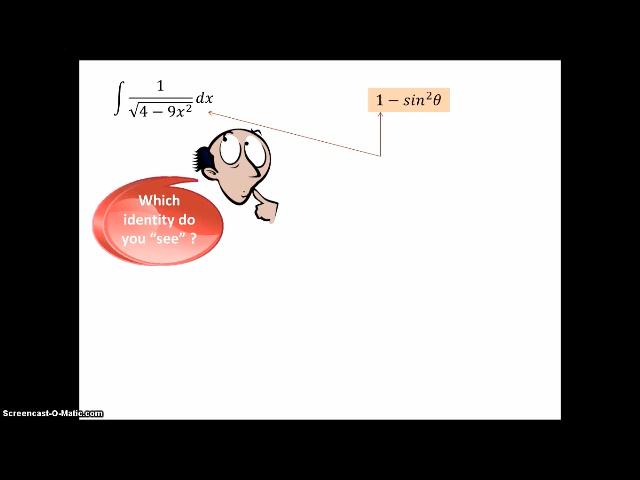 ∫ 1/√(4 − 9x²) dx
1 − sin²θ
Which
identity do
you “see” ?
Screencast-O-Matic.com